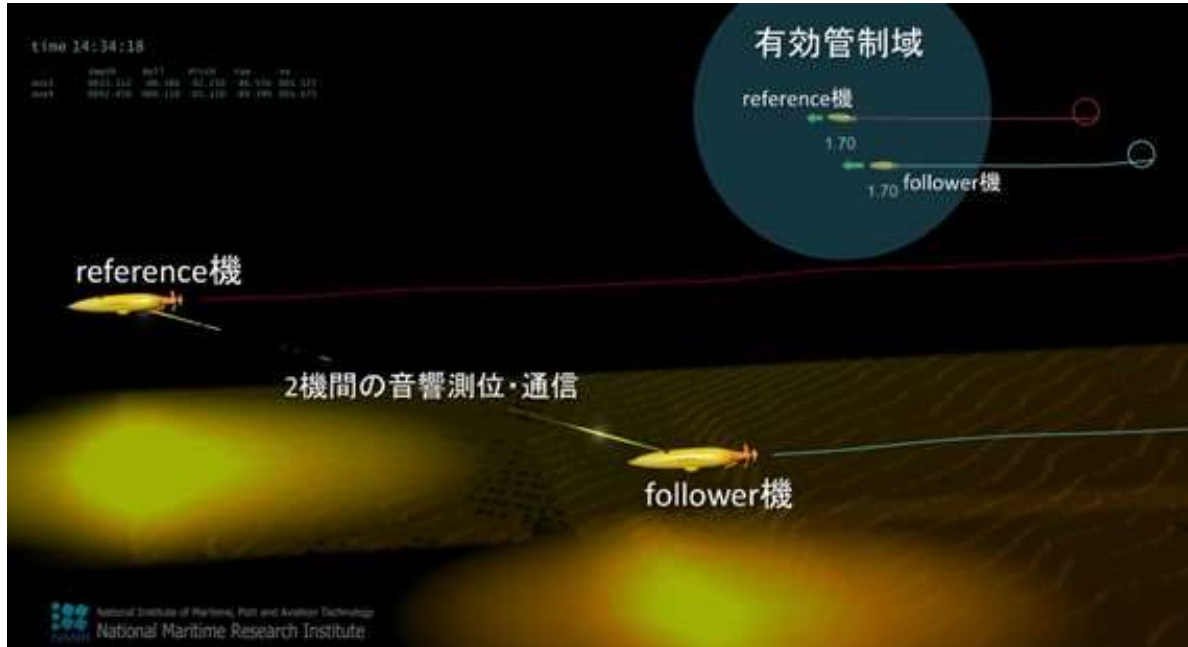 time 14:34:18
有効管制域
reference機
1.70
1.70
follower機
reference機
2機間の音響測位・通信
follower機
National Institute of Maritime, Port and Aviation Technology
NMRI
National Maritime Research Institute